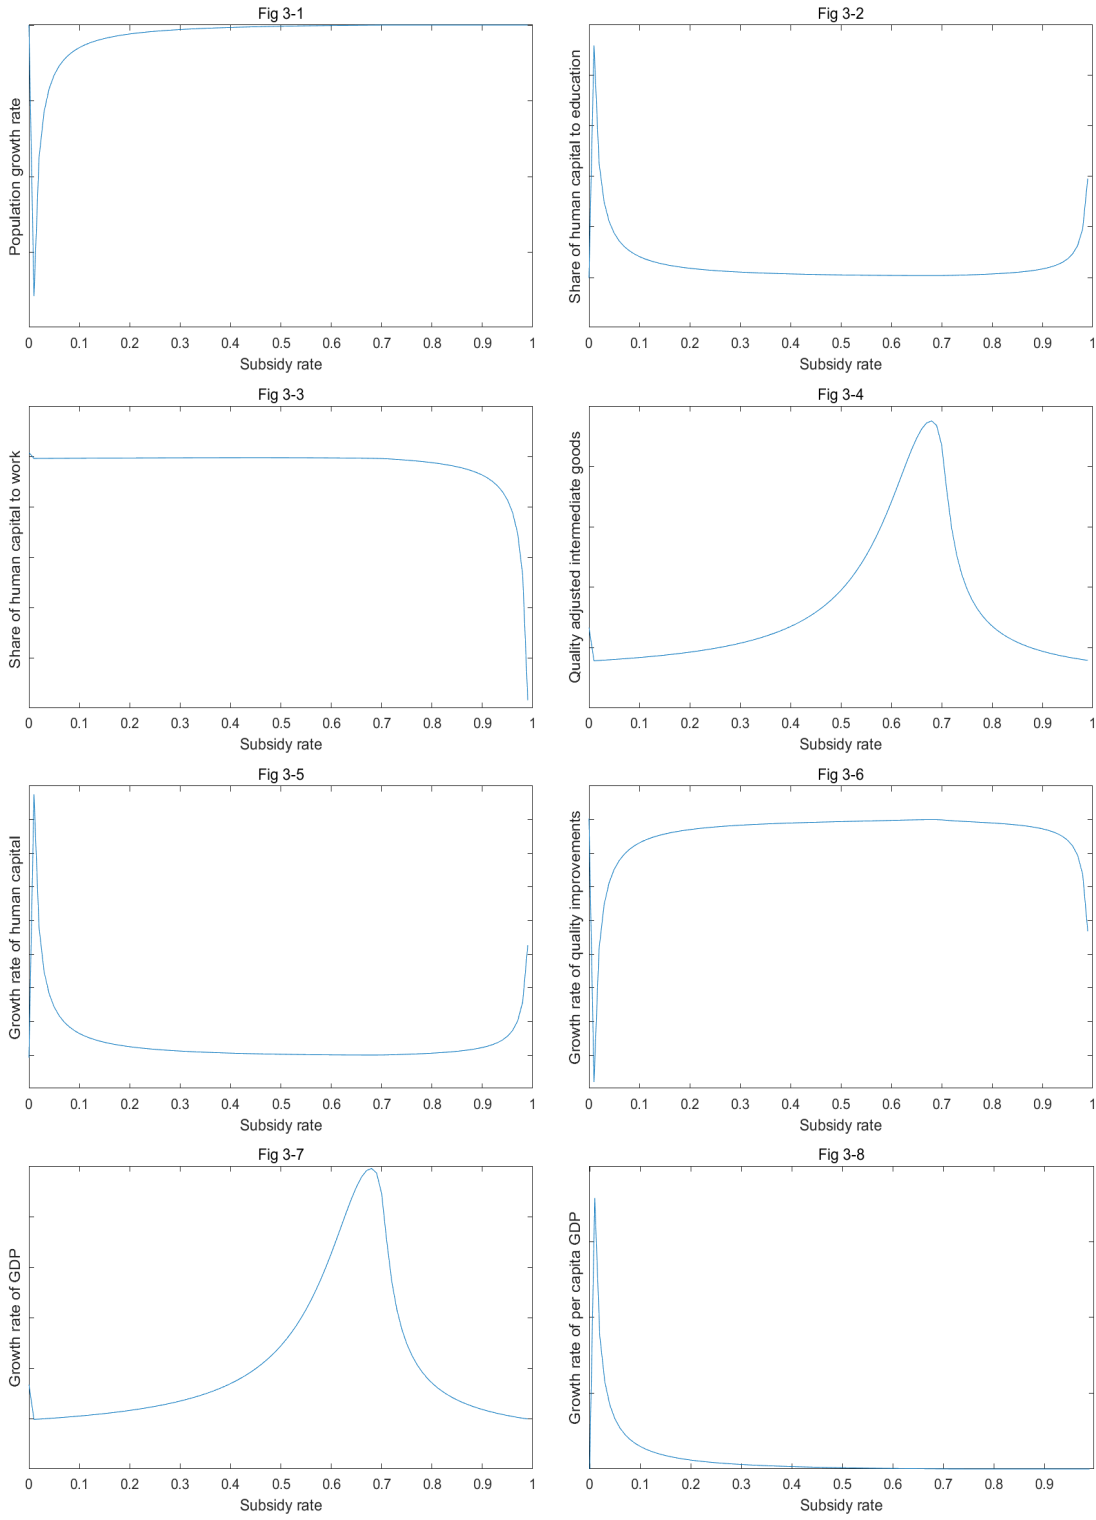 Fig 3-1
Population growth rate
0 0.1 0.2 0.3 0.4 0.5 0.6 0.7 0.8 0.9 1
Subsidy rate
Fig 3-2
Share of human capital to education
0 0.1 0.2 0.3 0.4 0.5 0.6 0.7 0.8 0.9 1
Subsidy rate
Fig 3-3
Share of human capital to work
0 0.1 0.2 0.3 0.4 0.5 0.6 0.7 0.8 0.9 1
Subsidy rate
Fig 3-4
Quality adjusted intermediate goods
0 0.1 0.2 0.3 0.4 0.5 0.6 0.7 0.8 0.9 1
Subsidy rate
Fig 3-5
Growth rate of human capital
0 0.1 0.2 0.3 0.4 0.5 0.6 0.7 0.8 0.9 1
Subsidy rate
Fig 3-6
Growth rate of quality improvements
0 0.1 0.2 0.3 0.4 0.5 0.6 0.7 0.8 0.9 1
Subsidy rate
Fig 3-7
Growth rate of GDP
0 0.1 0.2 0.3 0.4 0.5 0.6 0.7 0.8 0.9 1
Subsidy rate
Fig 3-8
Growth rate of per capita GDP
0 0.1 0.2 0.3 0.4 0.5 0.6 0.7 0.8 0.9
Subsidy rate